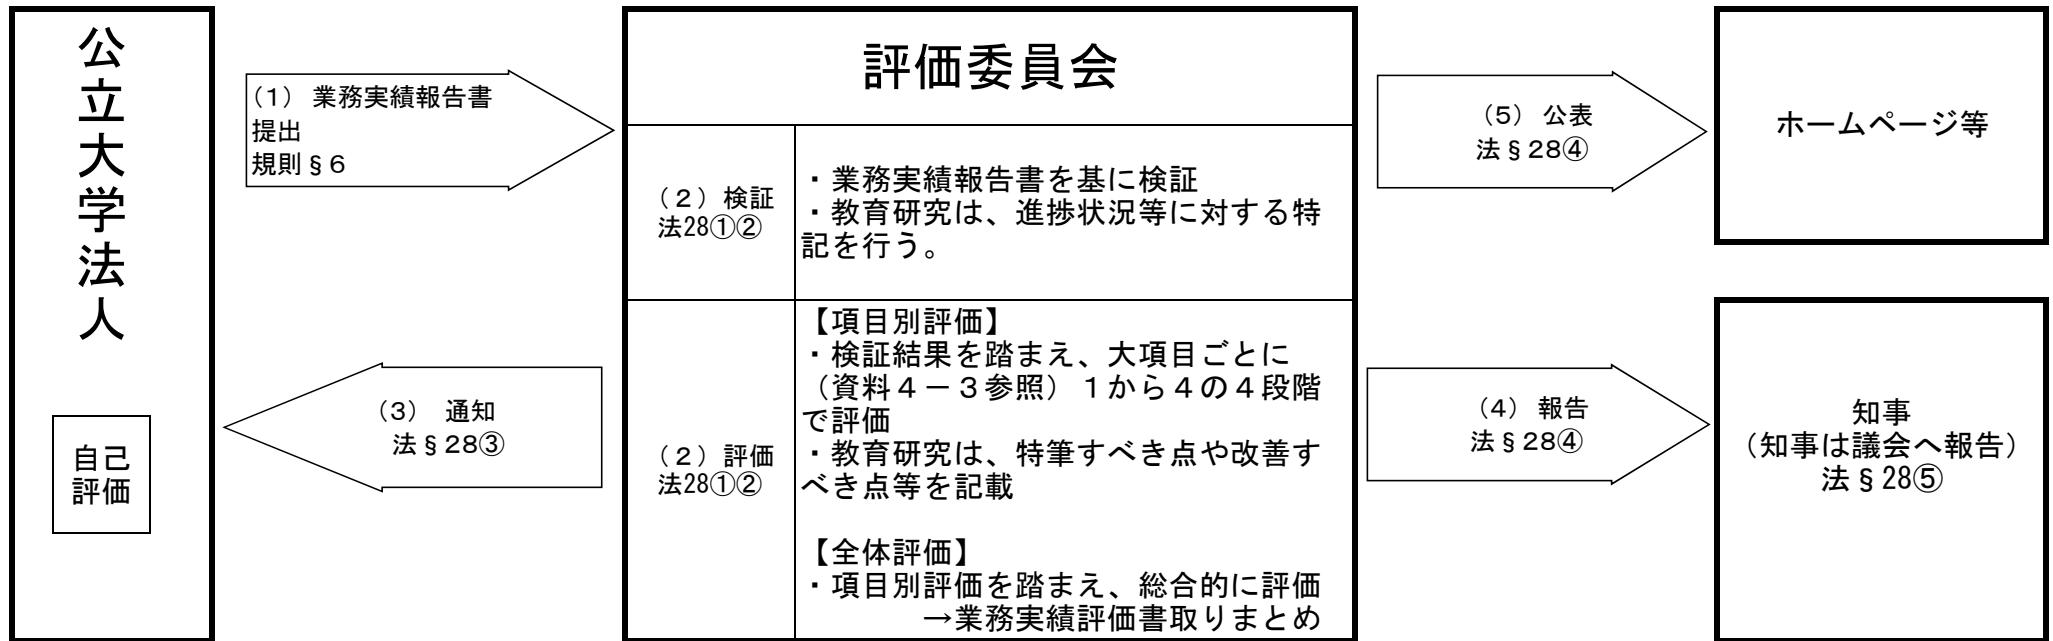 公立大学法人
自己
評価
(1) 業務実績報告書
提出
規則§6
(3) 通知
法§28③
評価委員会
(2)検証
法28①②
・業務実績報告書を基に検証
・教育研究は、進捗状況等に対する特
記を行う。
(2)評価
法28①②
【項目別評価】
・検証結果を踏まえ、大項目ごとに
(資料4-3参照)1から4の4段階
で評価
・教育研究は、特筆すべき点や改善す
べき点等を記載
【全体評価】
・項目別評価を踏まえ、総合的に評価
→業務実績評価書取りまとめ
(5) 公表
法§28④
ホームページ等
(4) 報告
法§28④
知事
(知事は議会へ報告)
法§28⑤